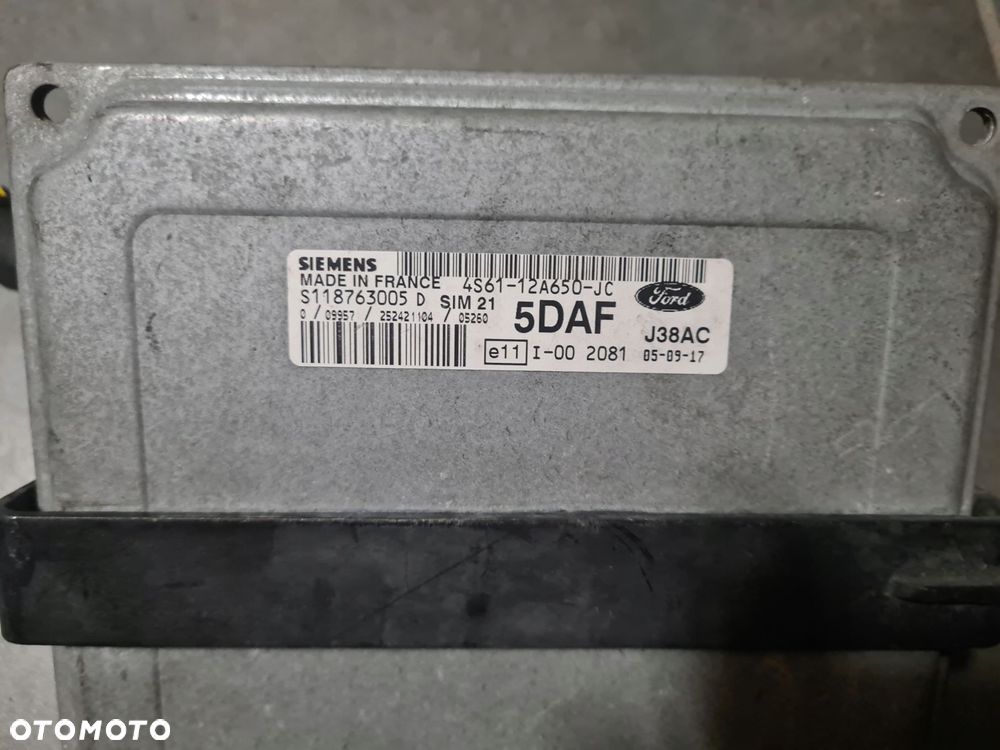 SIEMENS
MADE IN FRANCE 4S61-12A650-JC
S118763005 D SIM 21
Ford
0 / 09957 / 252421104 / 05260
5DAF
J38AC
e11 I-00 2081 05-09-17
OTOMOTO
OTOMOTO